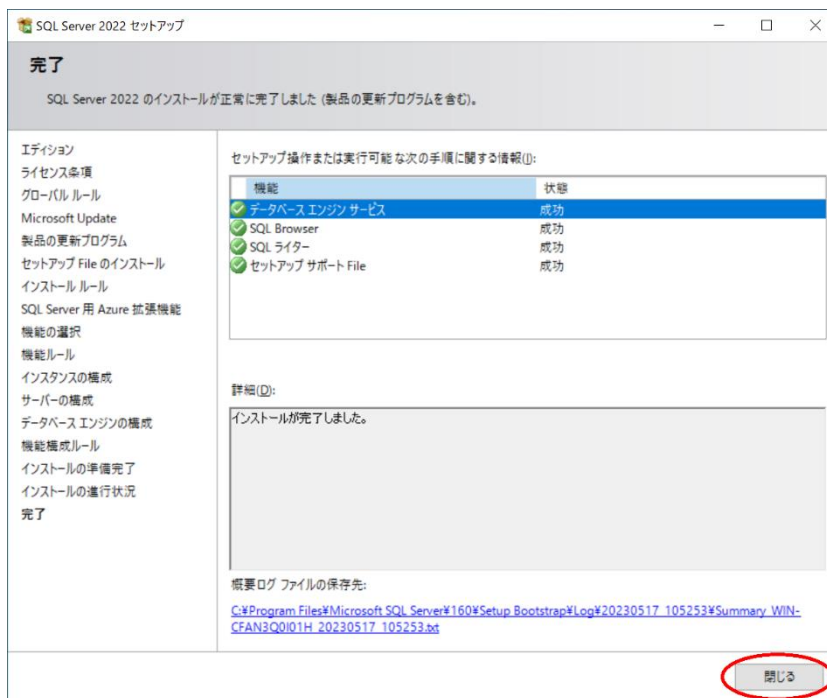 SQL Server 2022 セットアップ
完了
SQL Server 2022 のインストールが正常に完了しました (製品の更新プログラムを含む)。
エディション
ライセンス条項
グローバル ルール
Microsoft Update
製品の更新プログラム
セットアップ File のインストール
インストール ルール
SQL Server 用 Azure 拡張機能
機能の選択
機能ルール
インスタンスの構成
サーバーの構成
データベース エンジンの構成
機能構成ルール
インストールの準備完了
インストールの進行状況
完了
セットアップ操作または実行可能な次の手順に関する情報(I):
機能 状態
データベース エンジン サービス 成功
SQL Browser 成功
SQL ライター 成功
セットアップ サポート File 成功
詳細(D):
インストールが完了しました。
概要ログ ファイルの保存先:
C:¥Program Files¥Microsoft SQL Server¥160¥Setup Bootstrap¥Log¥20230517_105253¥Summary_WIN-
CFAN3Q0I01H_20230517_105253.txt
閉じる